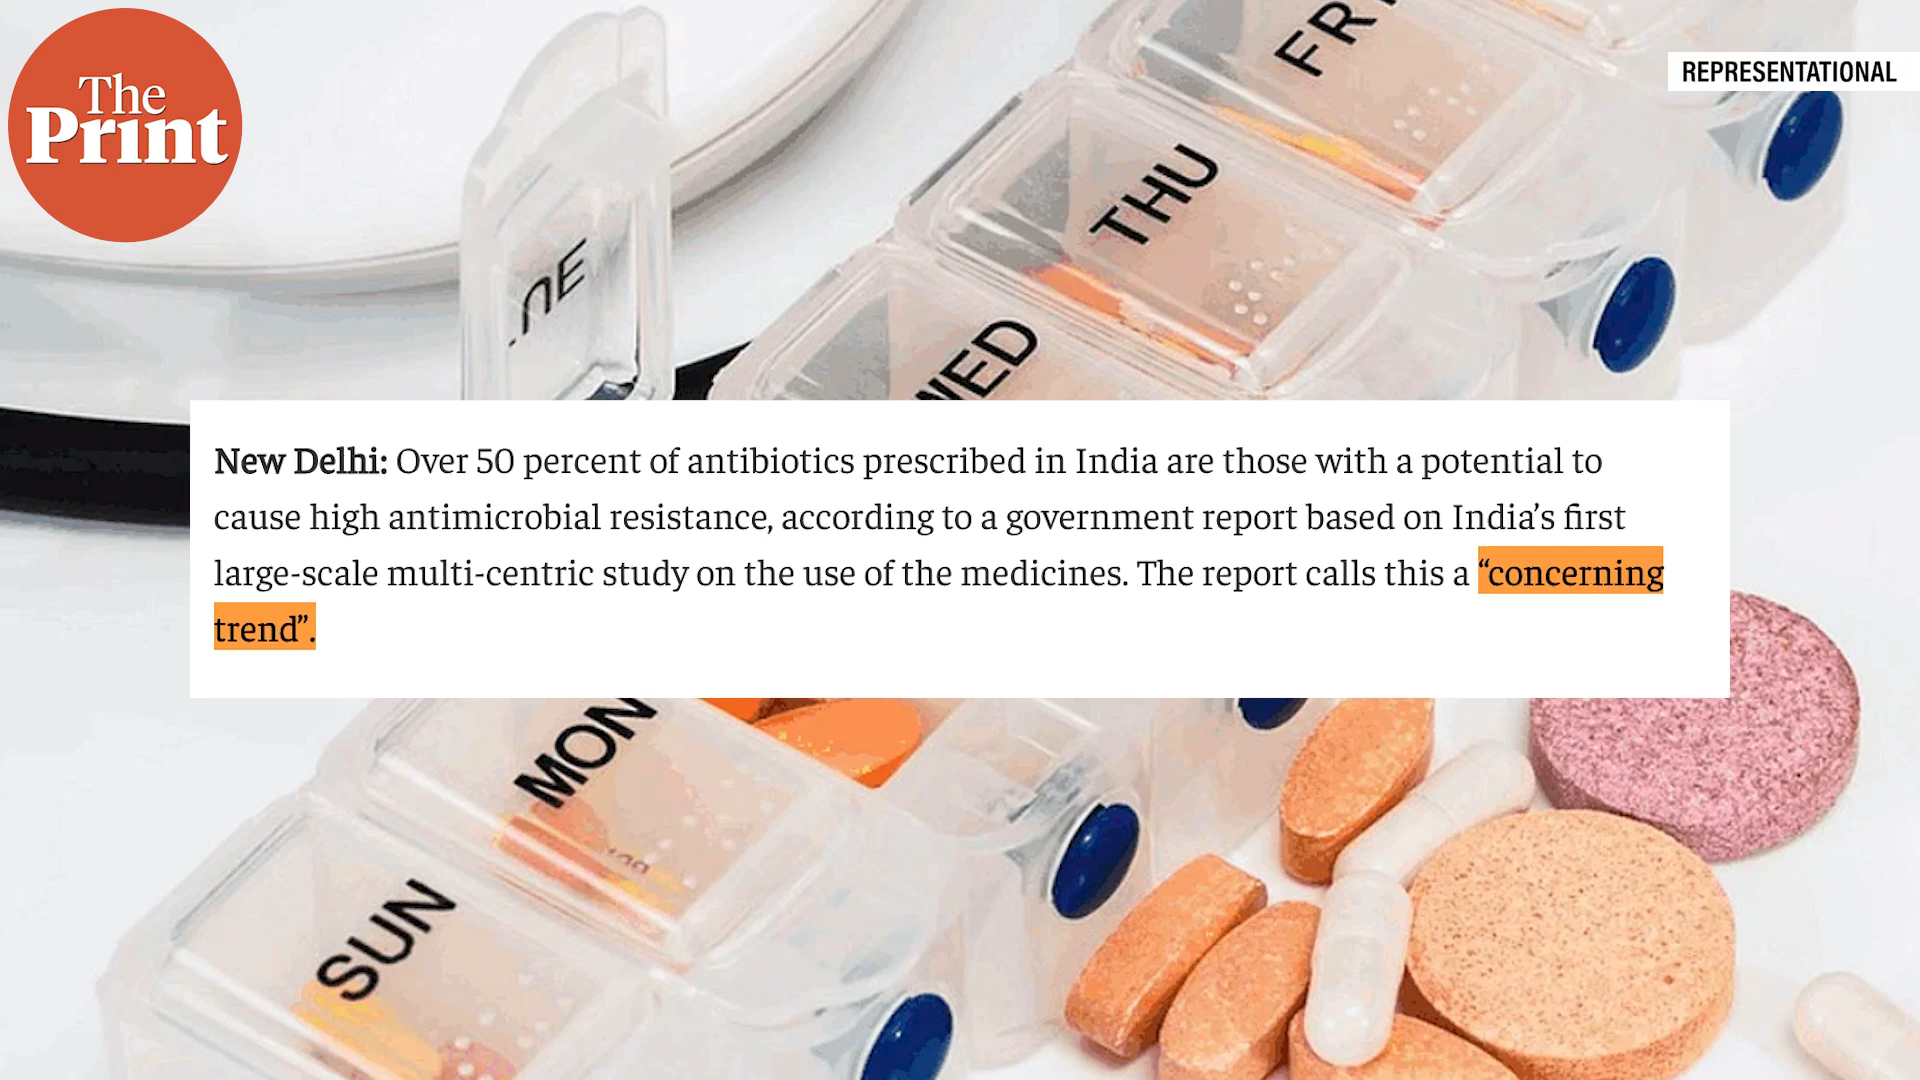 The
Print
REPRESENTATIONAL
FRI
THU
UE
WED
New Delhi: Over 50 percent of antibiotics prescribed in India are those with a potential to
cause high antimicrobial resistance, according to a government report based on India’s first
large-scale multi-centric study on the use of the medicines. The report calls this a “concerning
trend”.
MON
SUN